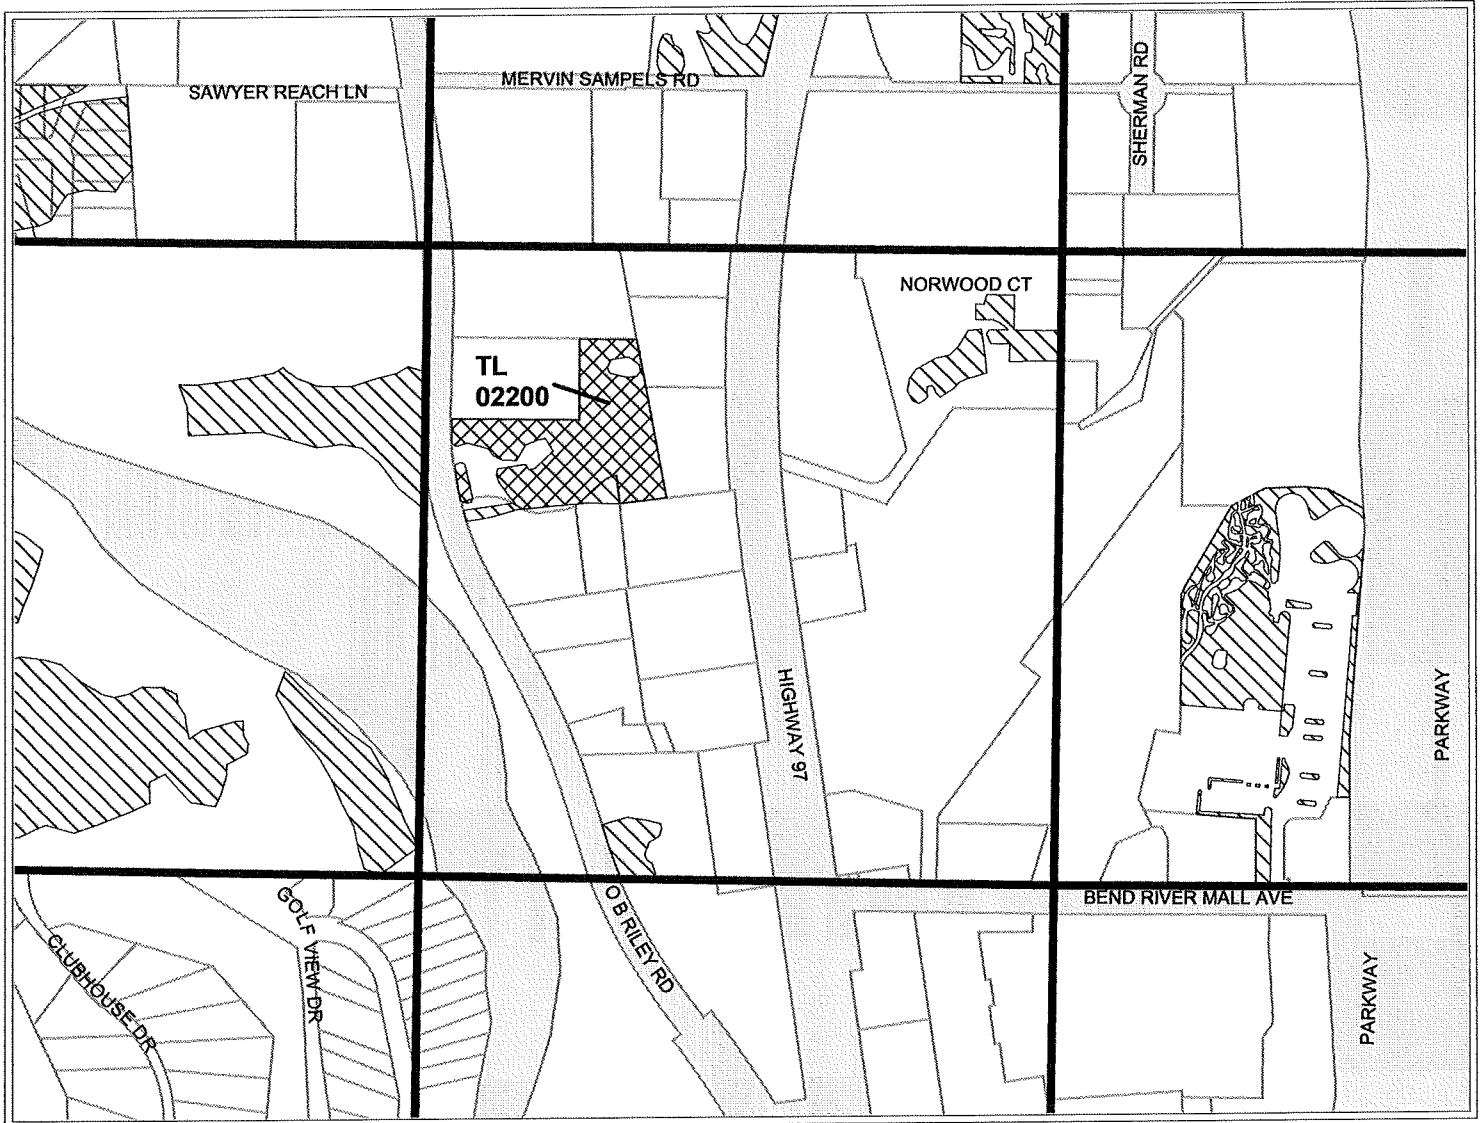 SAWYER REACH LN
MERVIN SAMPELS RD
SHERMAN RD
NORWOOD CT
TL
02200
HIGHWAY 97
PARKWAY
BEND RIVER MALL AVE
O B RILEY RD
GOLF VIEW DR
CLUBHOUSE DR
PARKWAY